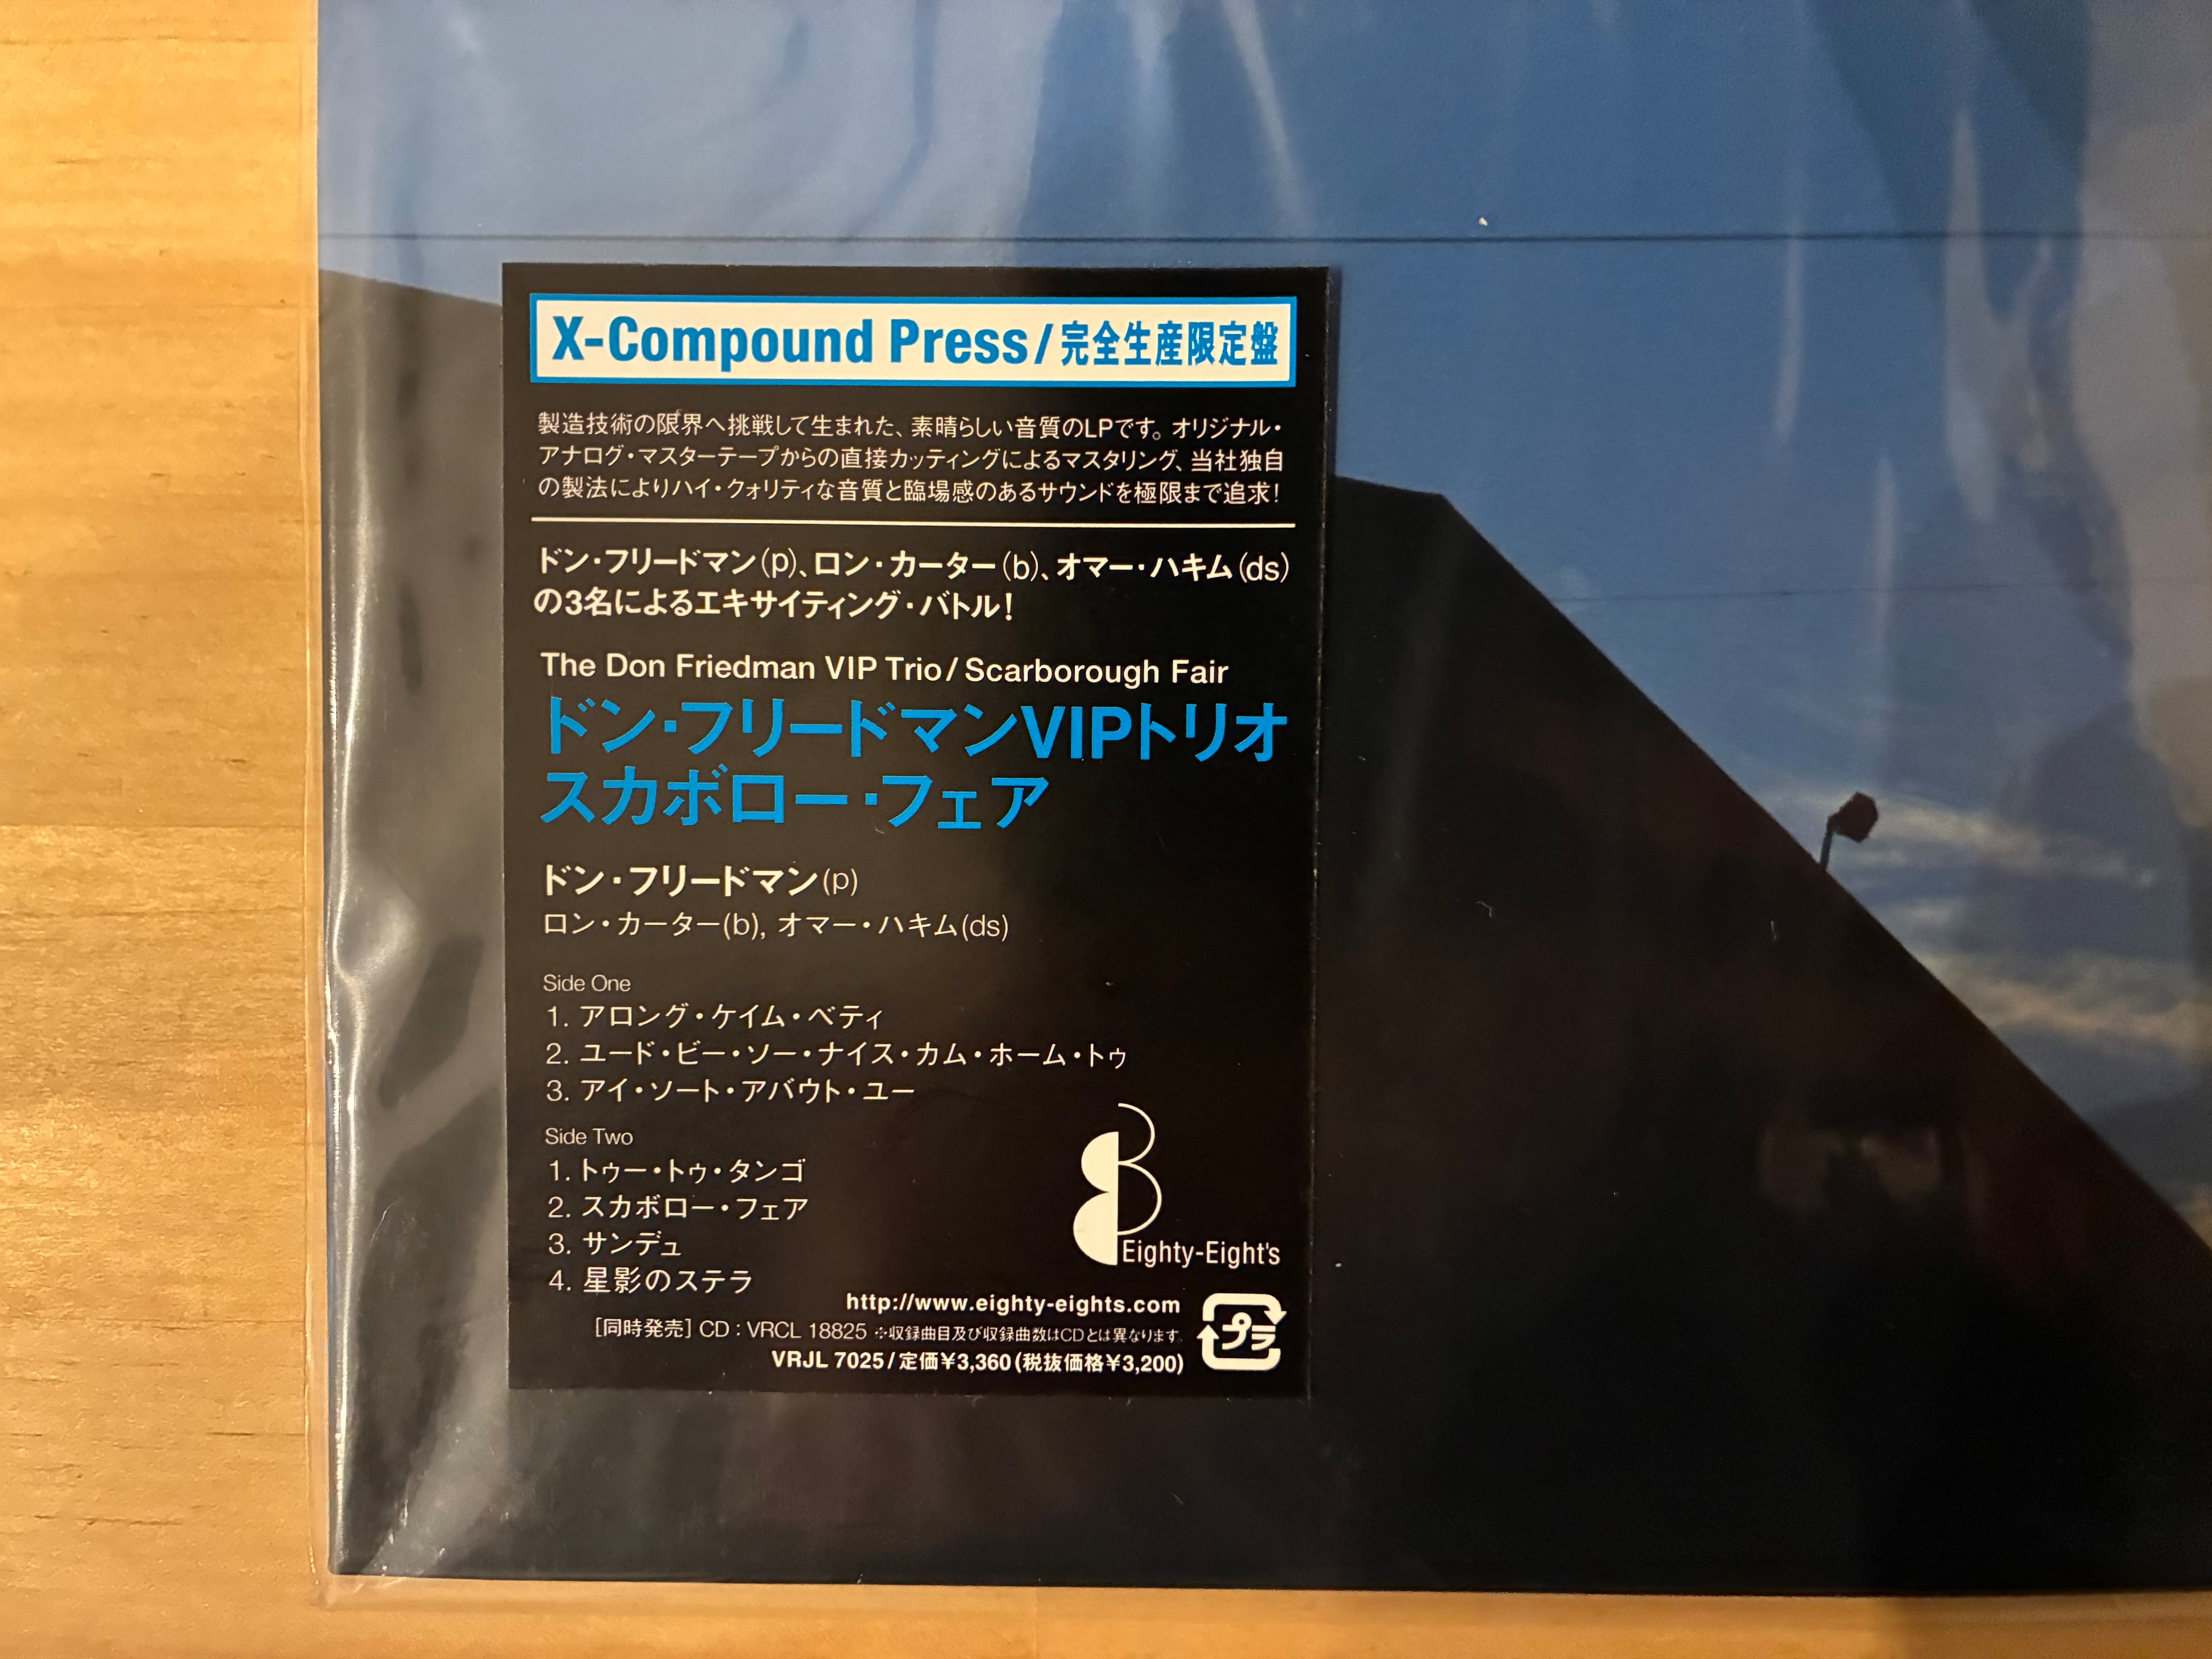 X-Compound Press/完全生産限定盤
製造技術の限界へ挑戦して生まれた、素晴らしい音質のLPです。オリジナル・
アナログ・マスターテープからの直接カッティングによるマスタリング、当社独自
の製法によりハイ・クォリティな音質と臨場感のあるサウンドを極限まで追求!
ドン・フリードマン(p)、ロン・カーター(b)、オマー・ハキム(ds)
の3名によるエキサイティング・バトル!
The Don Friedman VIP Trio/Scarborough Fair
ドン・フリードマンVIPトリオ
スカボロー・フェア
ドン・フリードマン(p)
ロン・カーター(b), オマー・ハキム(ds)
Side One
1. アロング・ケイム・ベティ
2. ユード・ビー・ソー・ナイス・カム・ホーム・トゥ
3. アイ・ソート・アバウト・ユー
Side Two
1. トゥー・トゥ・タンゴ
2. スカボロー・フェア
3. サンデュ
4. 星影のステラ
Eighty-Eight's
http://www.eighty-eights.com
[同時発売] CD : VRCL 18825 ※収録曲目及び収録曲数はCDとは異なります。
VRJL 7025/定価¥3,360(税抜価格¥3,200)
プラ